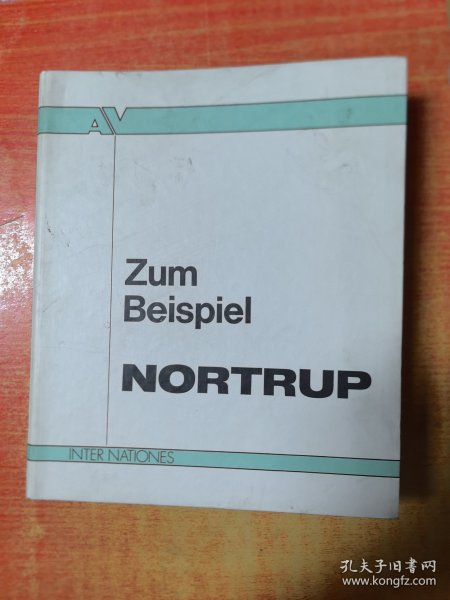 AV
Zum
Beispiel
NORTRUP
INTER NATIONES
孔夫子旧书网
www.kongfz.com